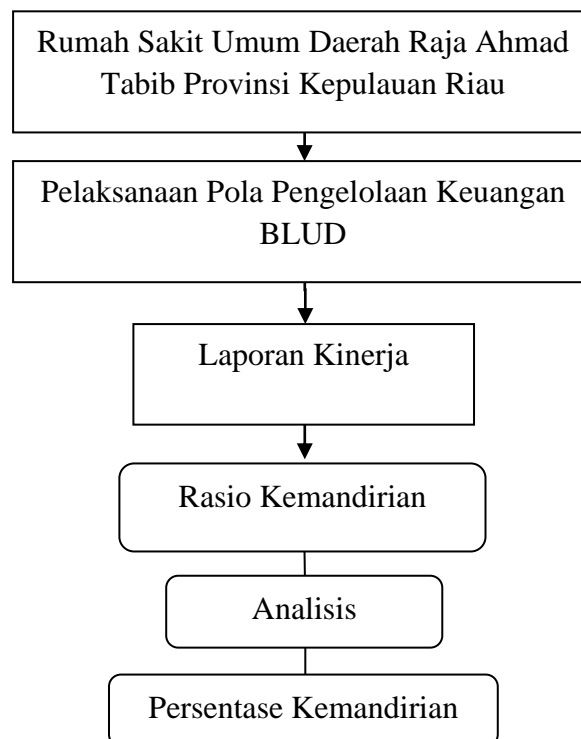 Rumah Sakit Umum Daerah Raja Ahmad
Tabib Provinsi Kepulauan Riau
Pelaksanaan Pola Pengelolaan Keuangan
BLUD
Laporan Kinerja
Rasio Kemandirian
Analisis
Persentase Kemandirian